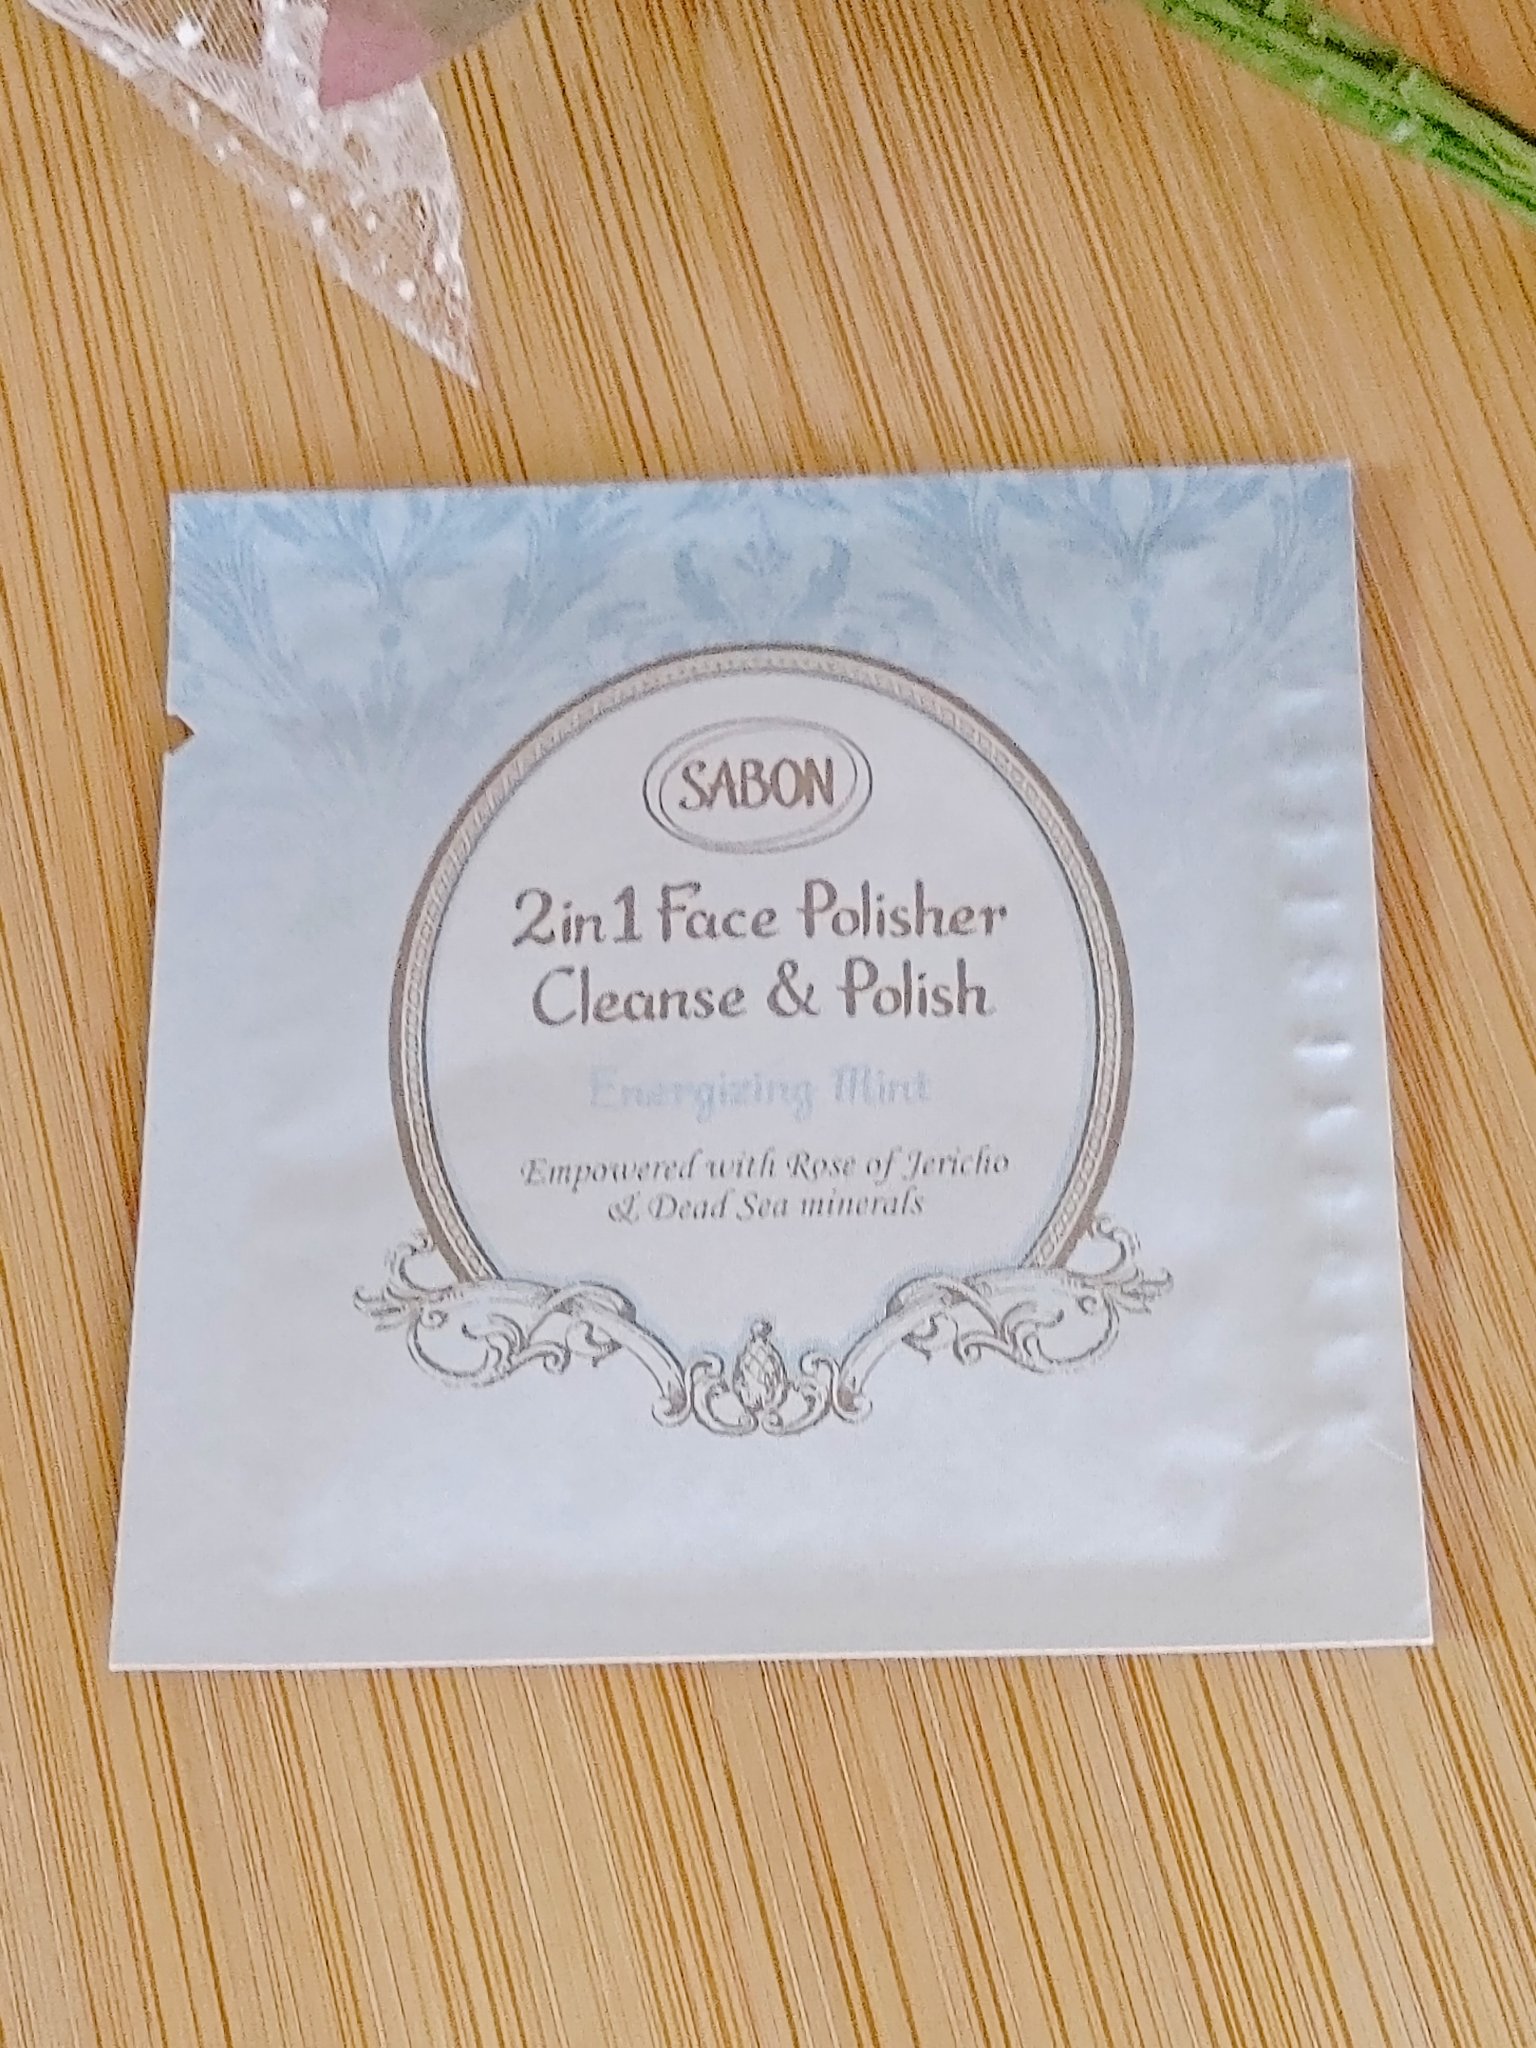 SABON
2in1 Face Polisher
Cleanse & Polish
Energizing Mint
Empowered with Rose of Jericho
& Dead Sea minerals